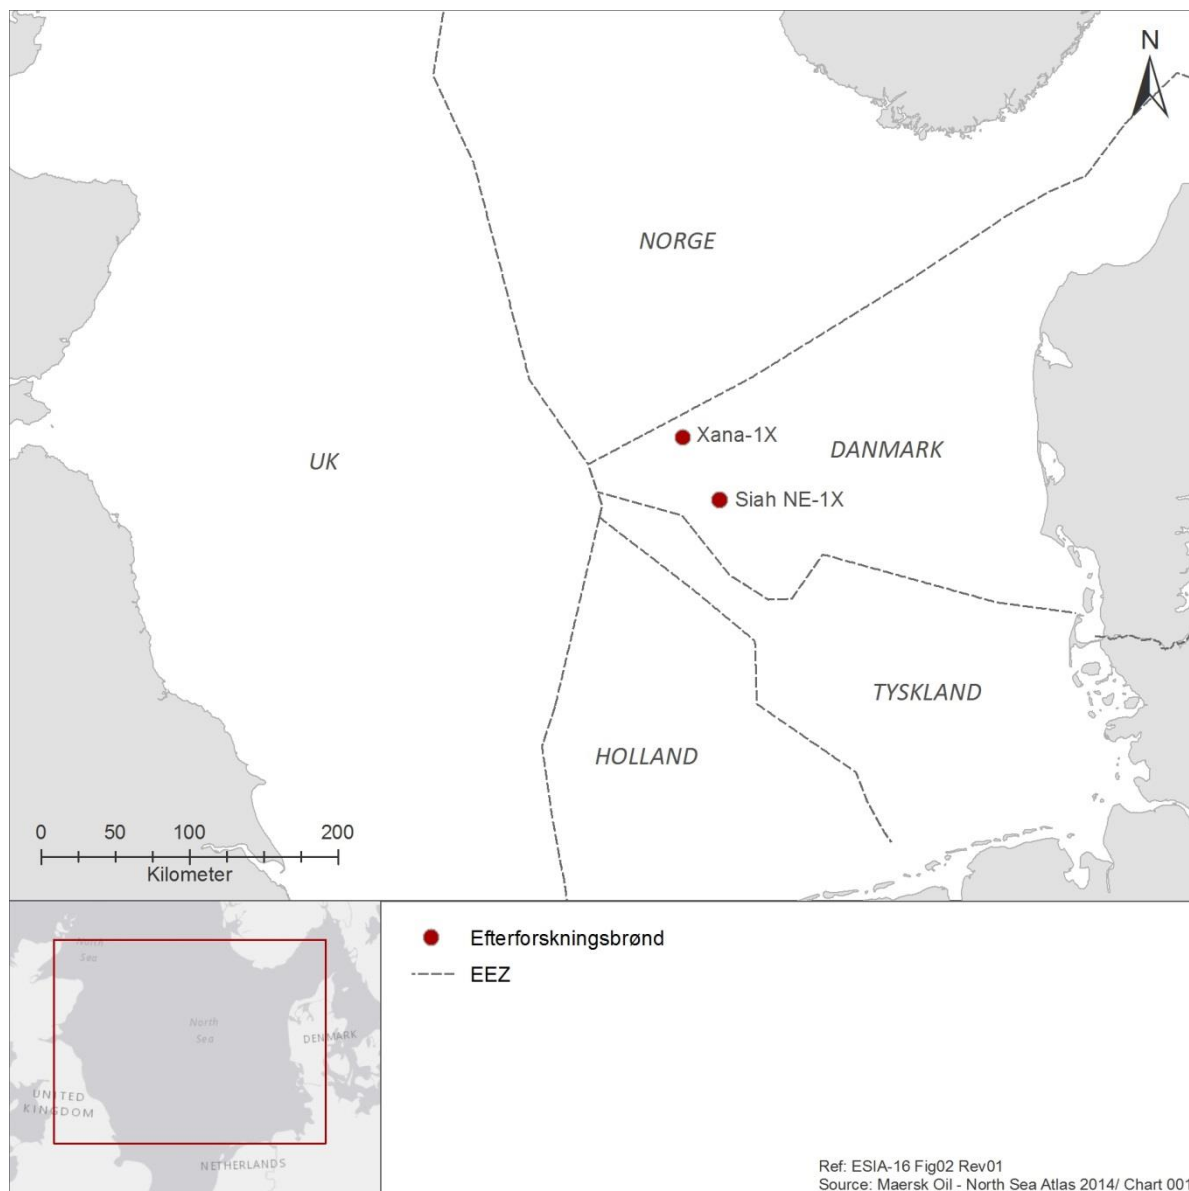 N
NORGE
Xana-1X
DANMARK
UK
Siah NE-1X
TYSKLAND
HOLLAND
0 50 100 200
Kilometer
North
Sea
North
Sea
DENMARK
UNITED
KINGDOM
NETHERLANDS
Efterforskningsbrønd
EEZ
Ref: ESIA-16 Fig02 Rev01
Source: Maersk Oil - North Sea Atlas 2014/ Chart 001